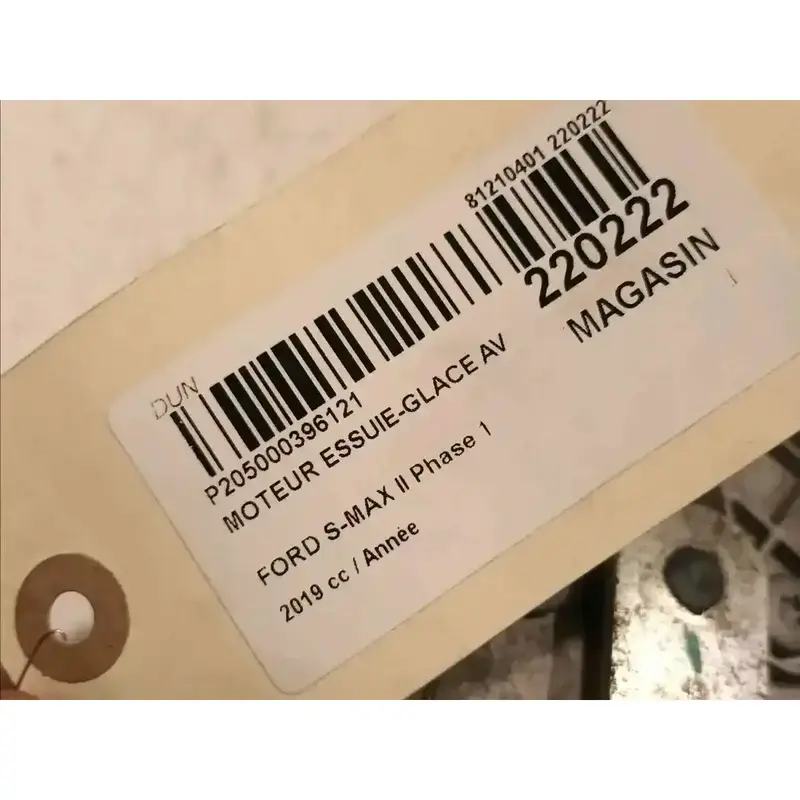 81210401 220222
220222
MAGASIN
DUN
P205000396121
MOTEUR ESSUIE-GLACE AV
FORD S-MAX II Phase 1
2019 cc / Année